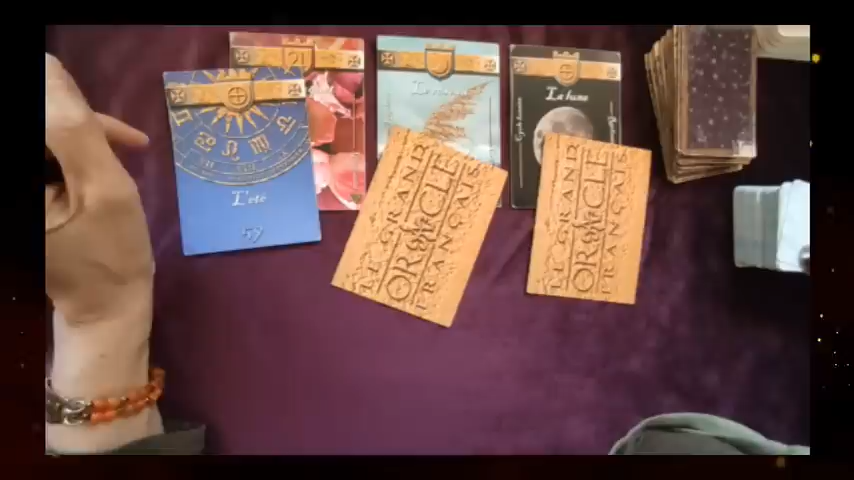 21
La lune
L'été
57
LE GRAND
ORACLE
FRANÇAIS
LE GRAND
ORACLE
FRANÇAIS